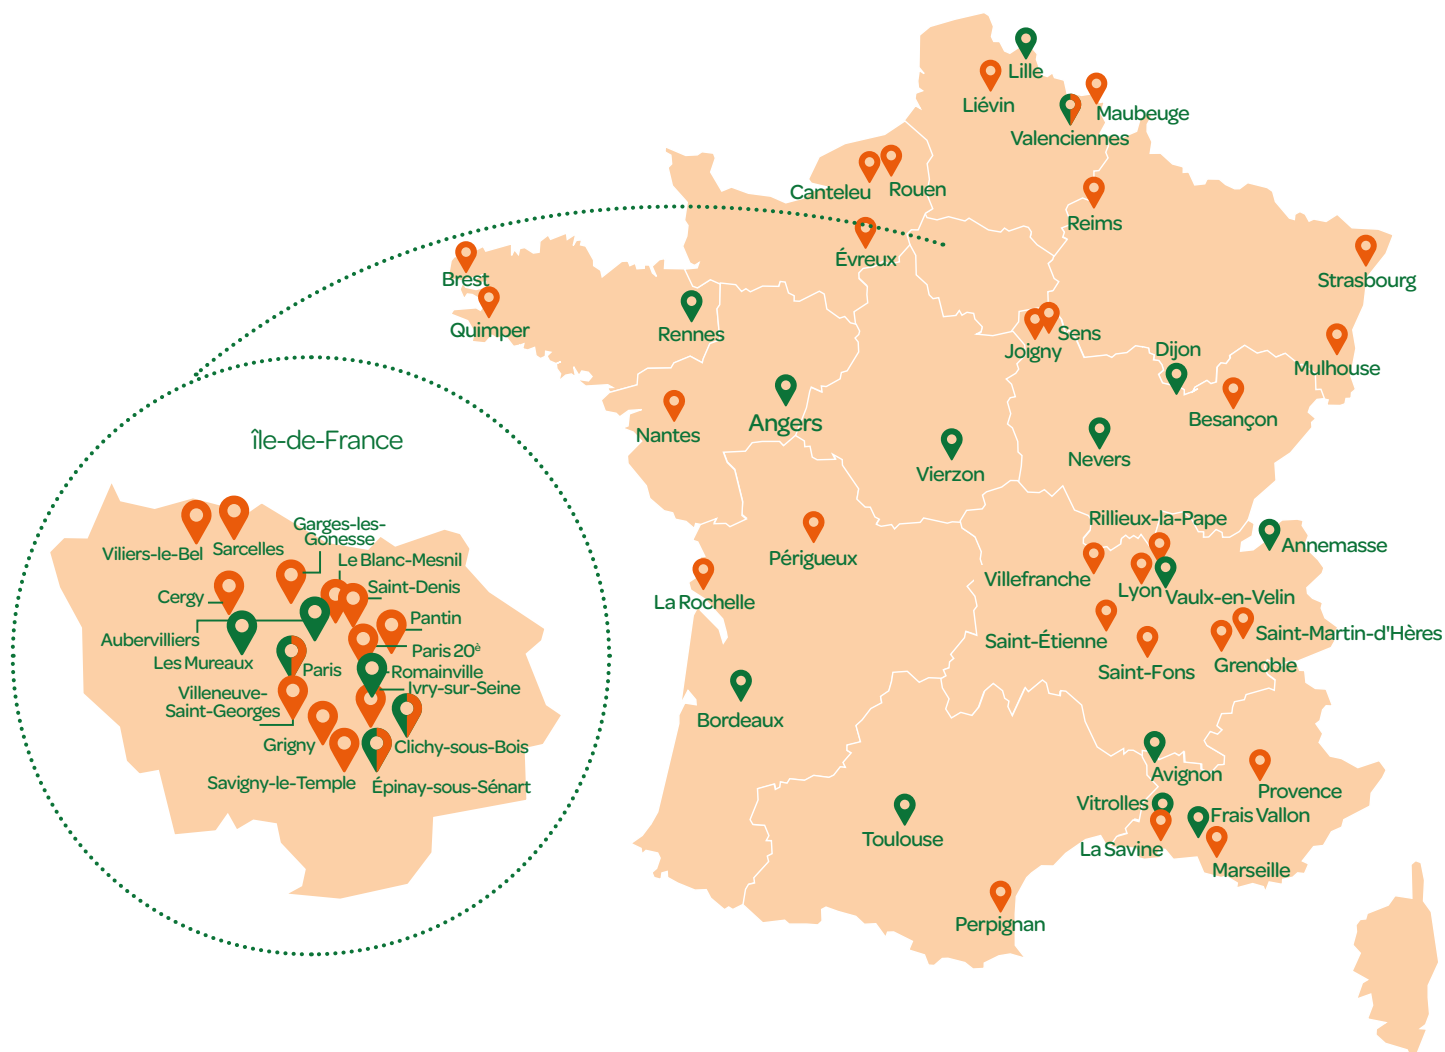 Lille
Liévin
Maubeuge
Valenciennes
Canteleu
Rouen
Reims
Évreux
Strasbourg
Brest
Quimper
Rennes
Sens
Joigny
Dijon
Mulhouse
Besançon
Nantes
Angers
Vierzon
Nevers
île-de-France
Garges-les-
Gonesse
Viliers-le-Bel
Sarcelles
Le Blanc-Mesnil
Saint-Denis
Cergy
Pantin
Aubervilliers
Paris 20è
Les Mureaux
Paris
Romainville
Ivry-sur-Seine
Villeneuve-
Saint-Georges
Grigny
Clichy-sous-Bois
Savigny-le-Temple
Épinay-sous-Sénart
Rillieux-la-Pape
Annemasse
Périgueux
Villefranche
Lyon
Vaulx-en-Velin
La Rochelle
Saint-Étienne
Saint-Martin-d'Hères
Grenoble
Saint-Fons
Bordeaux
Avignon
Provence
Vitrolles
Frais Vallon
Toulouse
La Savine
Marseille
Perpignan